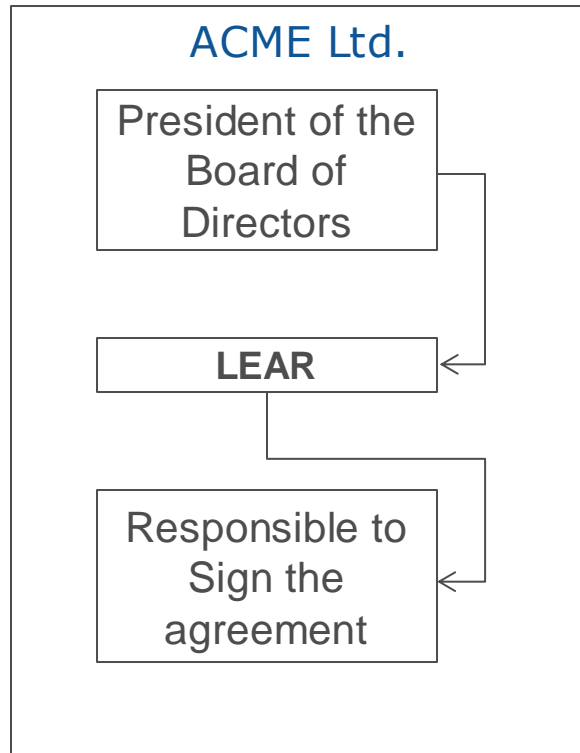 ACME Ltd.
President of the
Board of
Directors
LEAR
Responsible to
Sign the
agreement